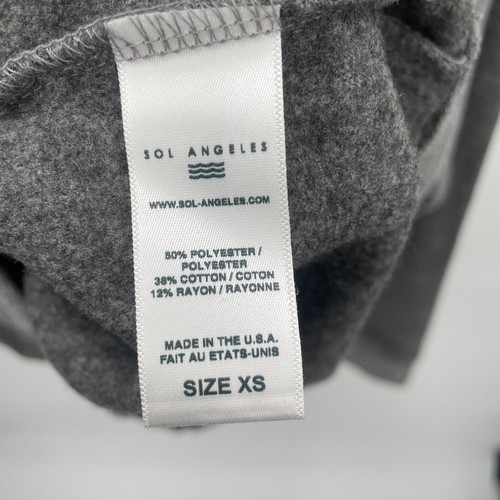 SOL ANGELES
WWW.SOL-ANGELES.COM
50% POLYESTER /
POLYESTER
38% COTTON / COTON
12% RAYON / RAYONNE
MADE IN THE U.S.A.
FAIT AU ETATS-UNIS
SIZE XS